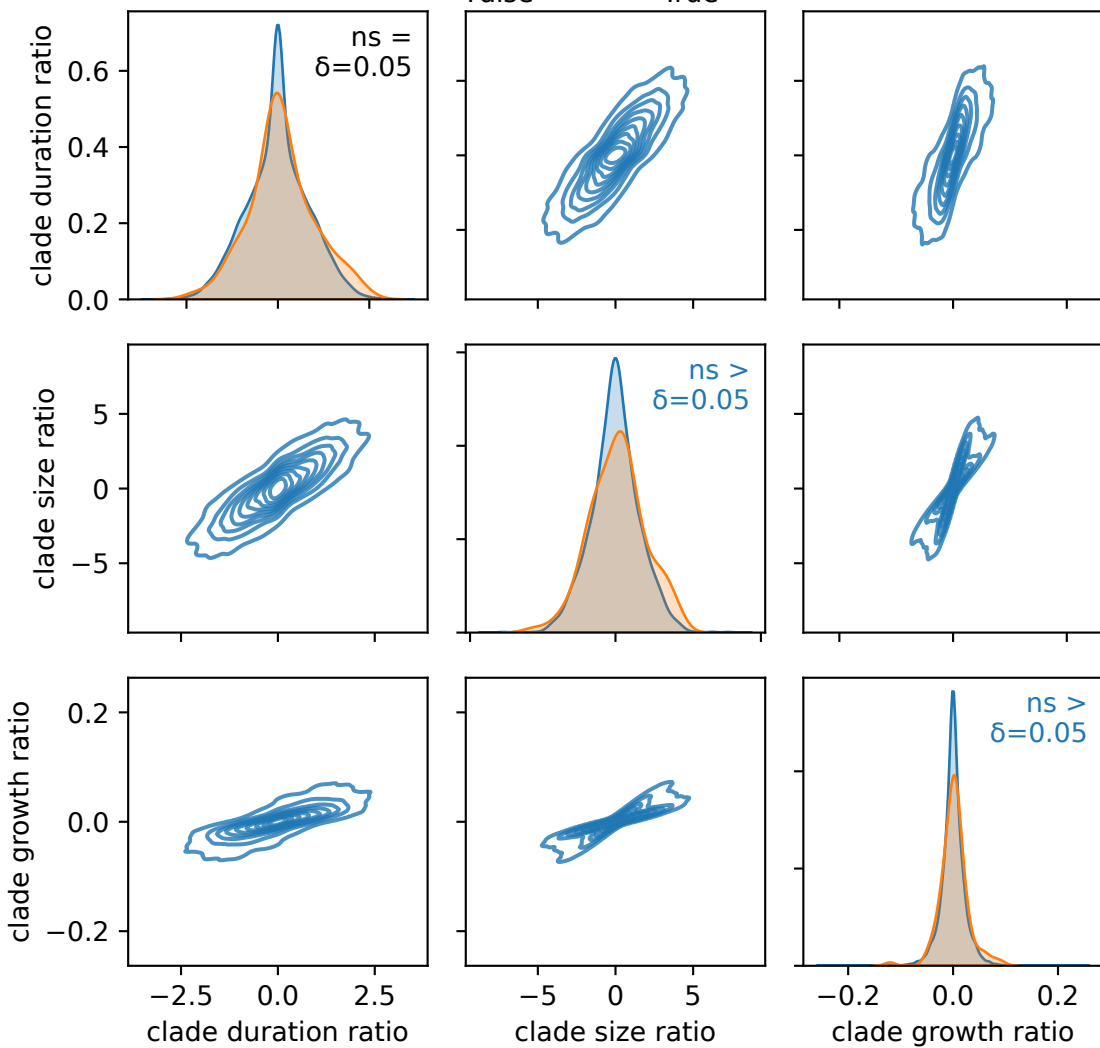 clade duration ratio
0.6
0.4
0.2
0.0
ns =
δ=0.05
clade size ratio
5
0
−5
ns >
δ=0.05
clade growth ratio
0.2
0.0
−0.2
ns >
δ=0.05
−2.5 0.0 2.5
−5 0 5
−0.2 0.0 0.2
clade duration ratio
clade size ratio
clade growth ratio